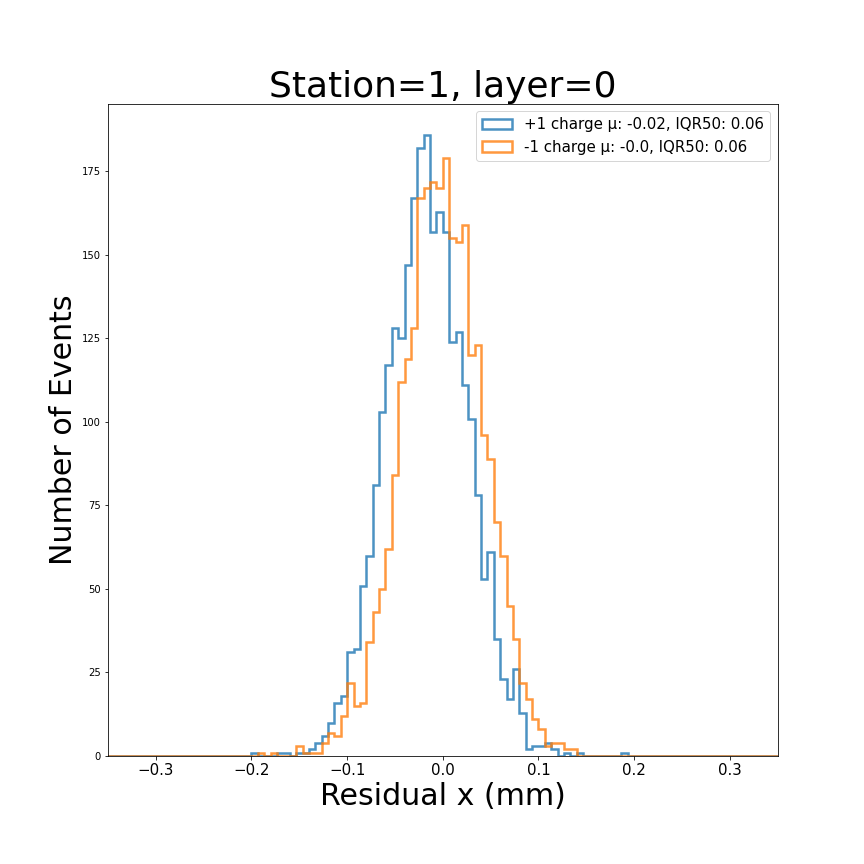 Station=1, layer=0
+1 charge μ: -0.02, IQR50: 0.06
-1 charge μ: -0.0, IQR50: 0.06
Number of Events
175
150
125
100
75
50
25
0
−0.3 −0.2 −0.1 0.0 0.1 0.2 0.3
Residual x (mm)